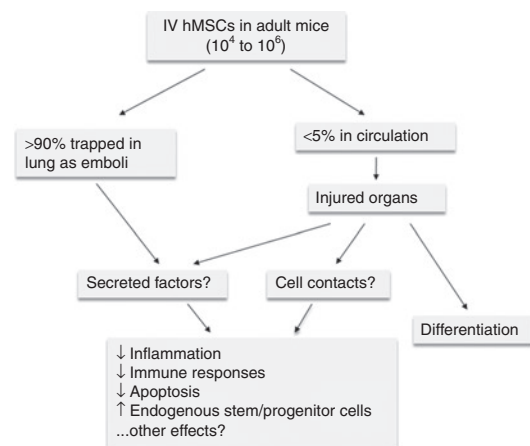 IV hMSCs in adult mice
(10⁴ to 10⁶)
>90% trapped in
lung as emboli
<5% in circulation
Injured organs
Secreted factors?
Cell contacts?
Differentiation
↓ Inflammation
↓ Immune responses
↓ Apoptosis
↑ Endogenous stem/progenitor cells
...other effects?